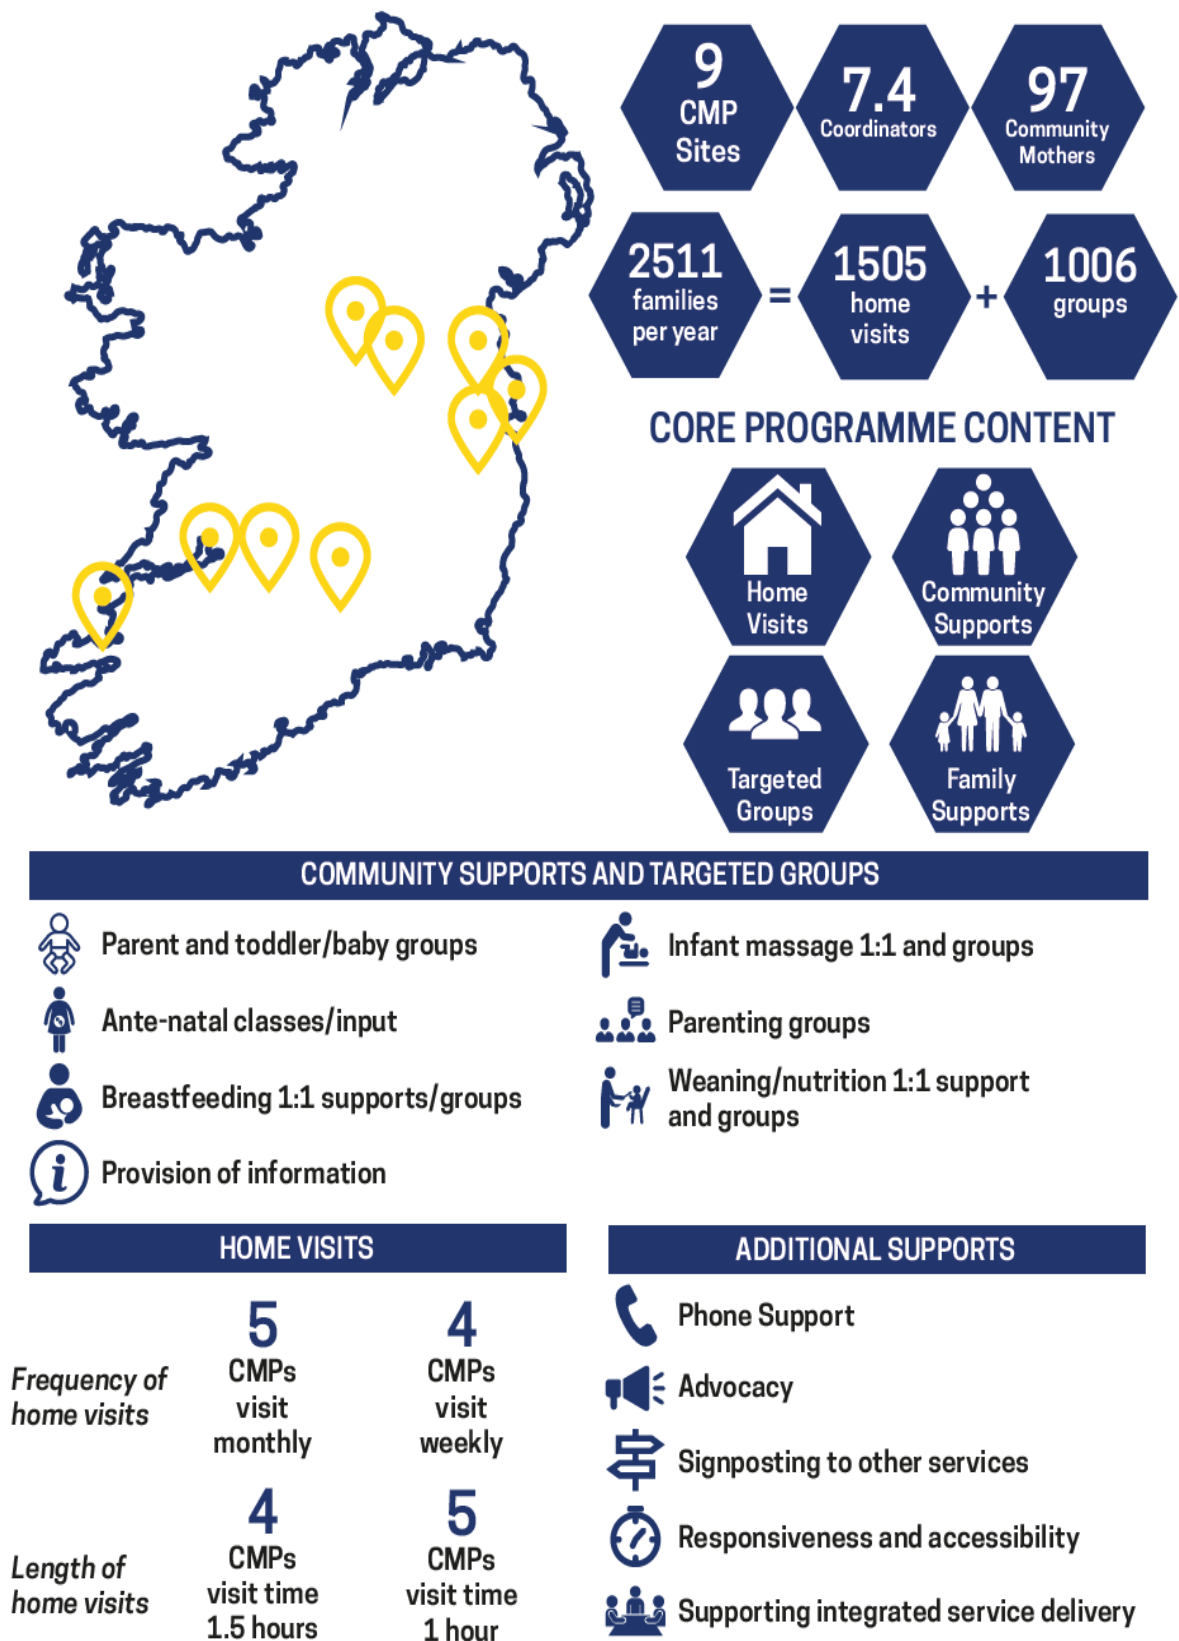 9
CMP
Sites
7.4
Coordinators
97
Community
Mothers
2511
families
per year
=
1505
home
visits
+
1006
groups
CORE PROGRAMME CONTENT
Home
Visits
Community
Supports
Targeted
Groups
Family
Supports
COMMUNITY SUPPORTS AND TARGETED GROUPS
Parent and toddler/baby groups
Ante-natal classes/input
Breastfeeding 1:1 supports/groups
Provision of information
Infant massage 1:1 and groups
Parenting groups
Weaning/nutrition 1:1 support
and groups
HOME VISITS
Frequency of
home visits
5
CMPs
visit
monthly
4
CMPs
visit
weekly
Length of
home visits
4
CMPs
visit time
1.5 hours
5
CMPs
visit time
1 hour
ADDITIONAL SUPPORTS
Phone Support
Advocacy
Signposting to other services
Responsiveness and accessibility
Supporting integrated service delivery